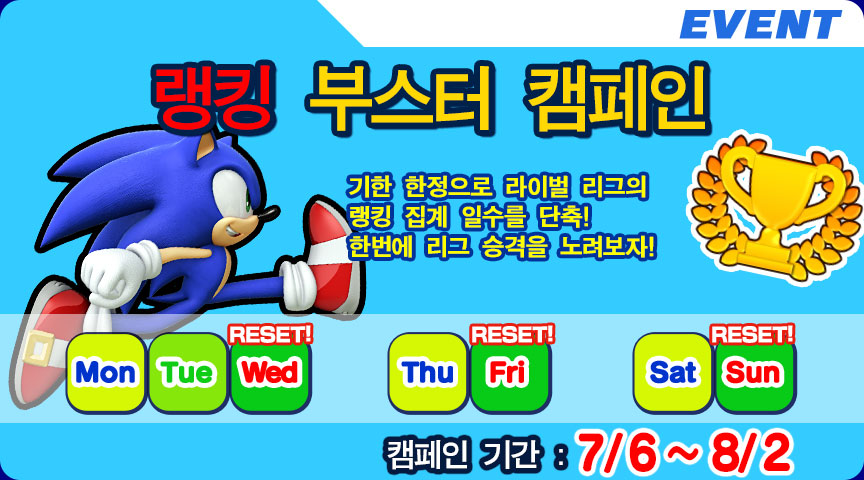 EVENT
랭킹 부스터 캠페인
기한 한정으로 라이벌 리그의
랭킹 집계 일수를 단축!
한번에 리그 승격을 노려보자!
RESET! RESET! RESET!
Mon Tue Wed Thu Fri Sat Sun
캠페인 기간 : 7/6 ~ 8/2